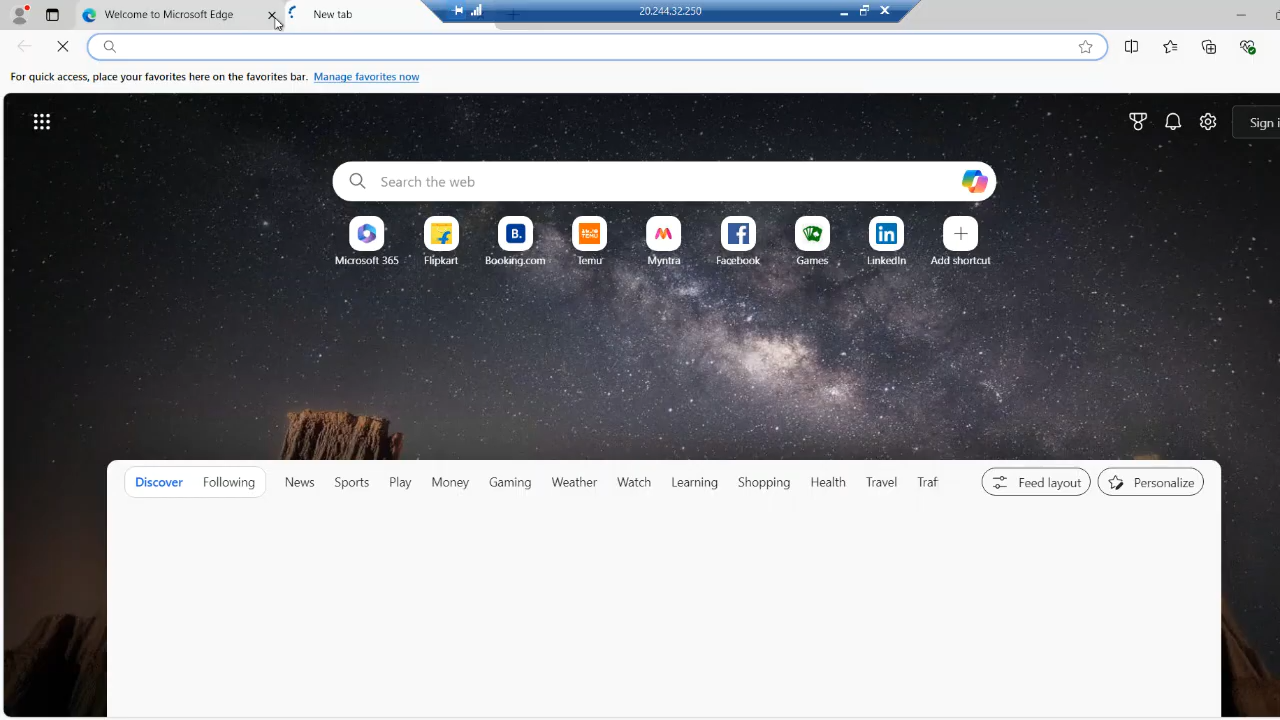 Welcome to Microsoft Edge
New tab
20.244.32.250
For quick access, place your favorites here on the favorites bar. Manage favorites now
Sign i
Search the web
Microsoft 365
Flipkart
Booking.com
Temu
Myntra
Facebook
Games
LinkedIn
Add shortcut
Discover
Following
News
Sports
Play
Money
Gaming
Weather
Watch
Learning
Shopping
Health
Travel
Traf
Feed layout
Personalize